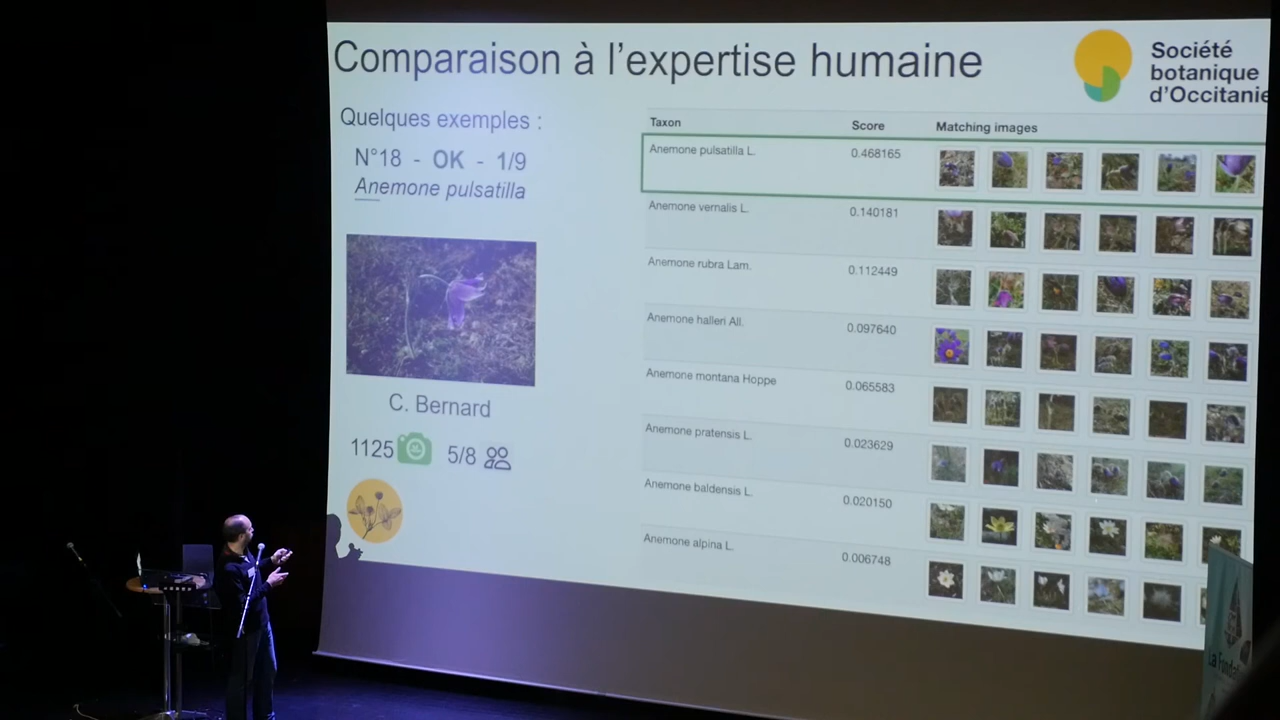 Comparaison à l'expertise humaine
Société
botanique
d'Occitanie
Quelques exemples :
N°18 - OK - 1/9
Anemone pulsatilla
C. Bernard
1125
5/8
Taxon Score Matching images
Anemone pulsatilla L. 0.468165
Anemone vernalis L. 0.140181
Anemone rubra Lam. 0.112449
Anemone halleri All. 0.097640
Anemone montana Hoppe 0.065583
Anemone pratensis L. 0.023629
Anemone baldensis L. 0.020150
Anemone alpina L. 0.006748
La